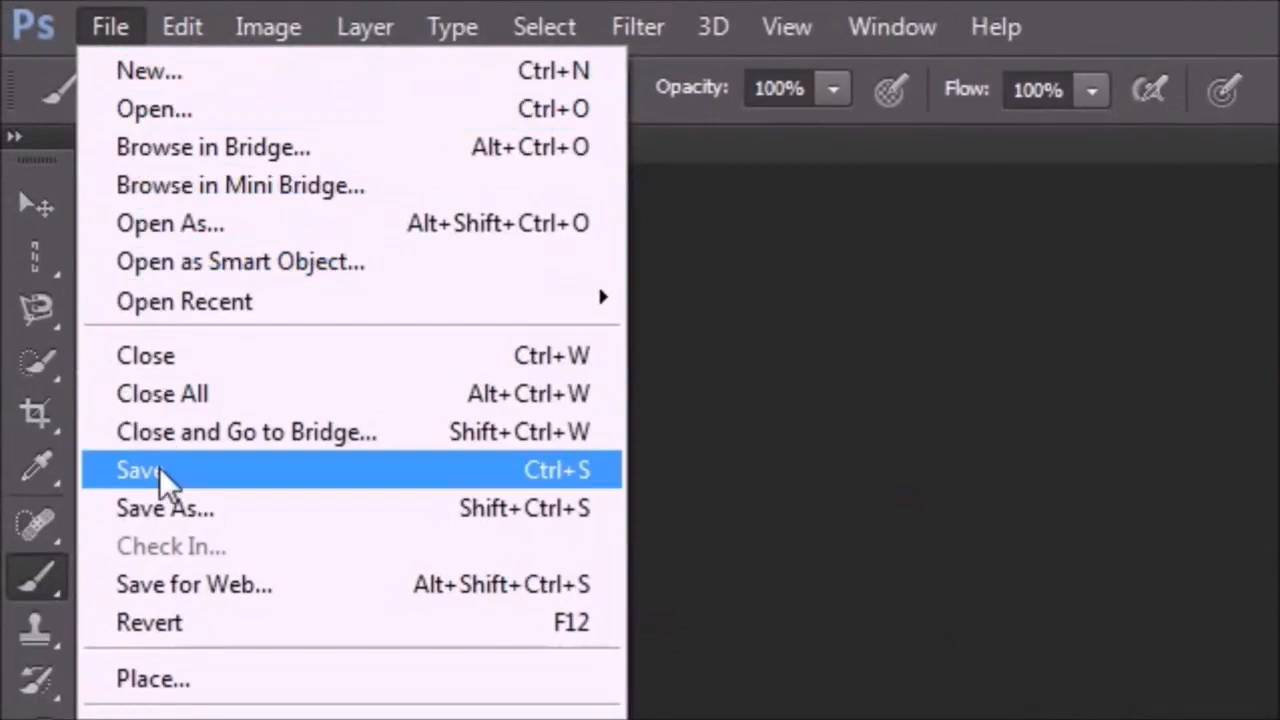 Ps File Edit Image Layer Type Select Filter 3D View Window Help
Opacity: 100% Flow: 100%
New... Ctrl+N
Open... Ctrl+O
Browse in Bridge... Alt+Ctrl+O
Browse in Mini Bridge...
Open As... Alt+Shift+Ctrl+O
Open as Smart Object...
Open Recent
Close Ctrl+W
Close All Alt+Ctrl+W
Close and Go to Bridge... Shift+Ctrl+W
Save Ctrl+S
Save As... Shift+Ctrl+S
Check In...
Save for Web... Alt+Shift+Ctrl+S
Revert F12
Place...